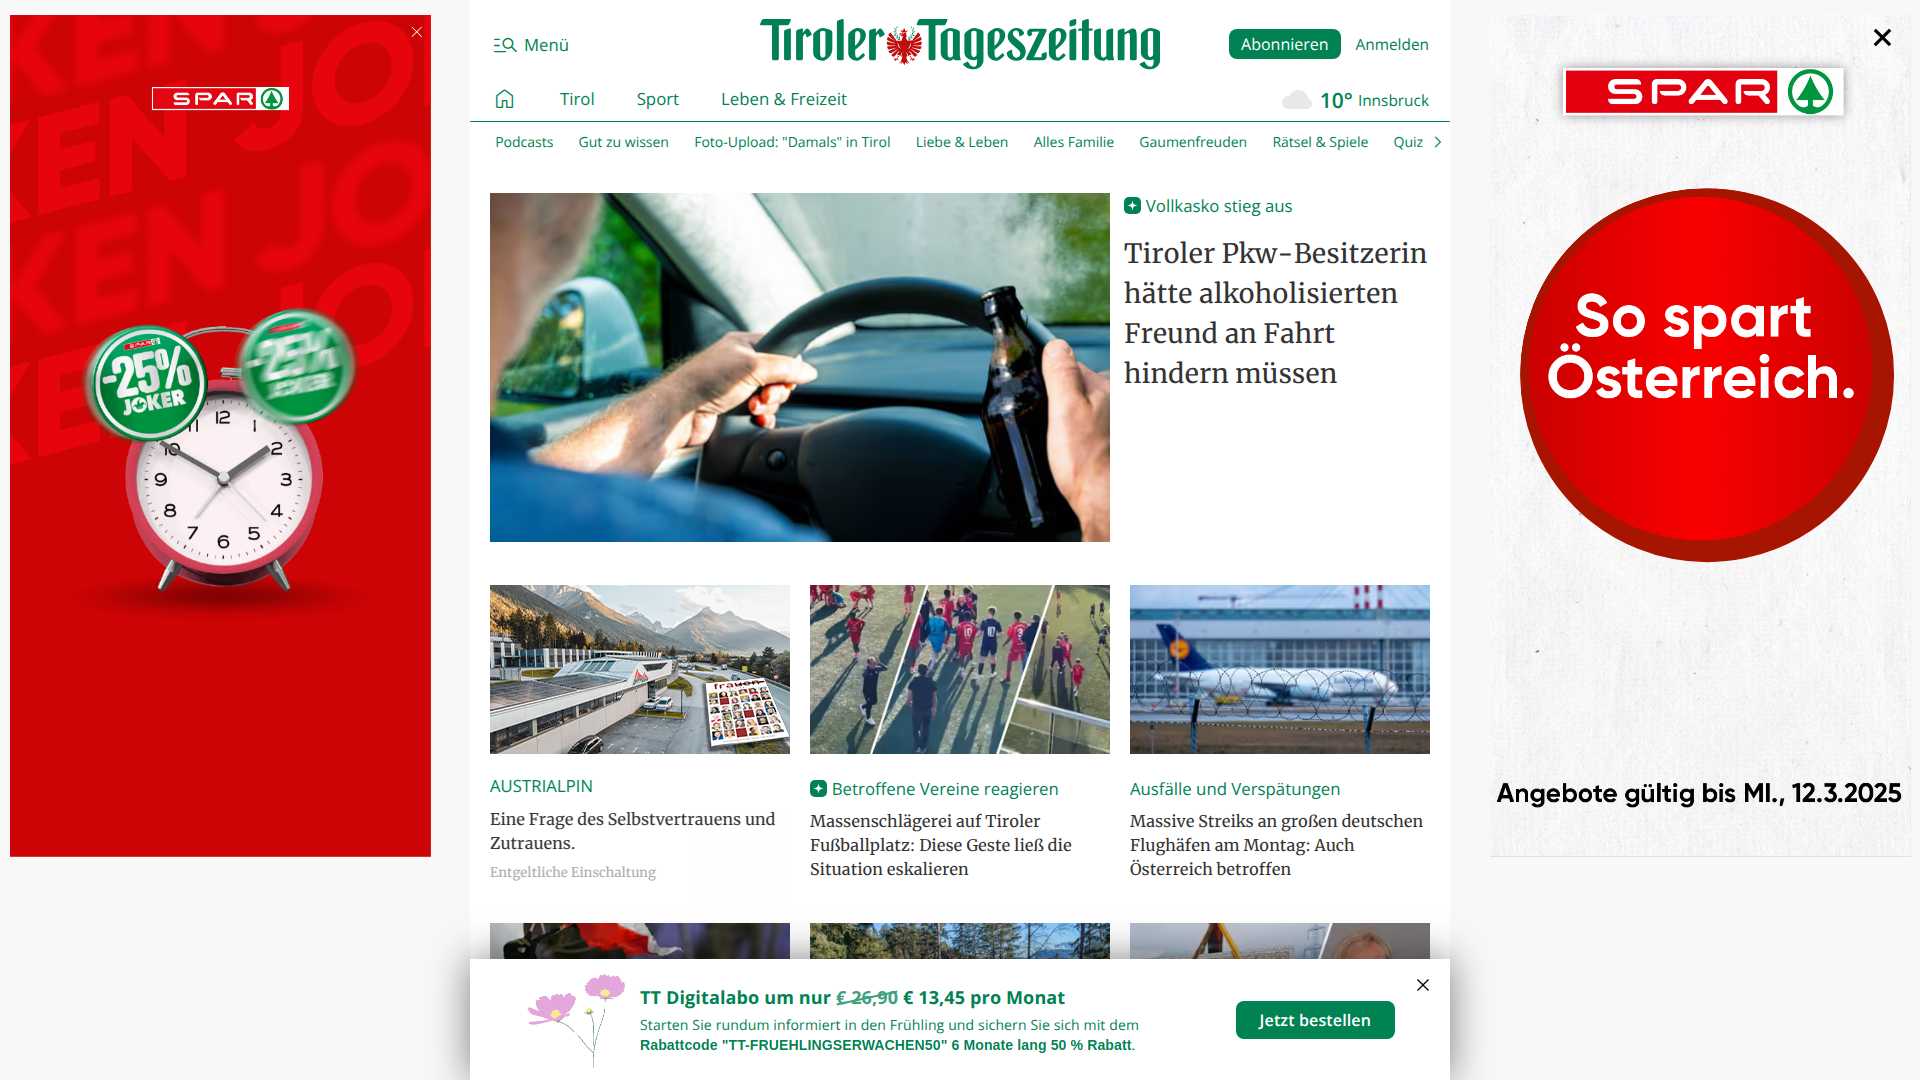 SPAR
-25%
JOKER
Menü
Tiroler Tageszeitung
Abonnieren
Anmelden
Tirol
Sport
Leben & Freizeit
10° Innsbruck
Podcasts
Gut zu wissen
Foto-Upload: "Damals" in Tirol
Liebe & Leben
Alles Familie
Gaumenfreuden
Rätsel & Spiele
Quiz
Vollkasko stieg aus
Tiroler Pkw-Besitzerin
hätte alkoholisierten
Freund an Fahrt
hindern müssen
AUSTRIALPIN
Eine Frage des Selbstvertrauens und
Zutrauens.
Entgeltliche Einschaltung
Betroffene Vereine reagieren
Massenschlägerei auf Tiroler
Fußballplatz: Diese Geste ließ die
Situation eskalieren
Ausfälle und Verspätungen
Massive Streiks an großen deutschen
Flughäfen am Montag: Auch
Österreich betroffen
TT Digitalabo um nur € 26,90 € 13,45 pro Monat
Starten Sie rundum informiert in den Frühling und sichern Sie sich mit dem
Rabattcode "TT-FRUEHLINGSERWACHEN50" 6 Monate lang 50 % Rabatt.
Jetzt bestellen
SPAR
So spart
Österreich.
Angebote gültig bis MI., 12.3.2025